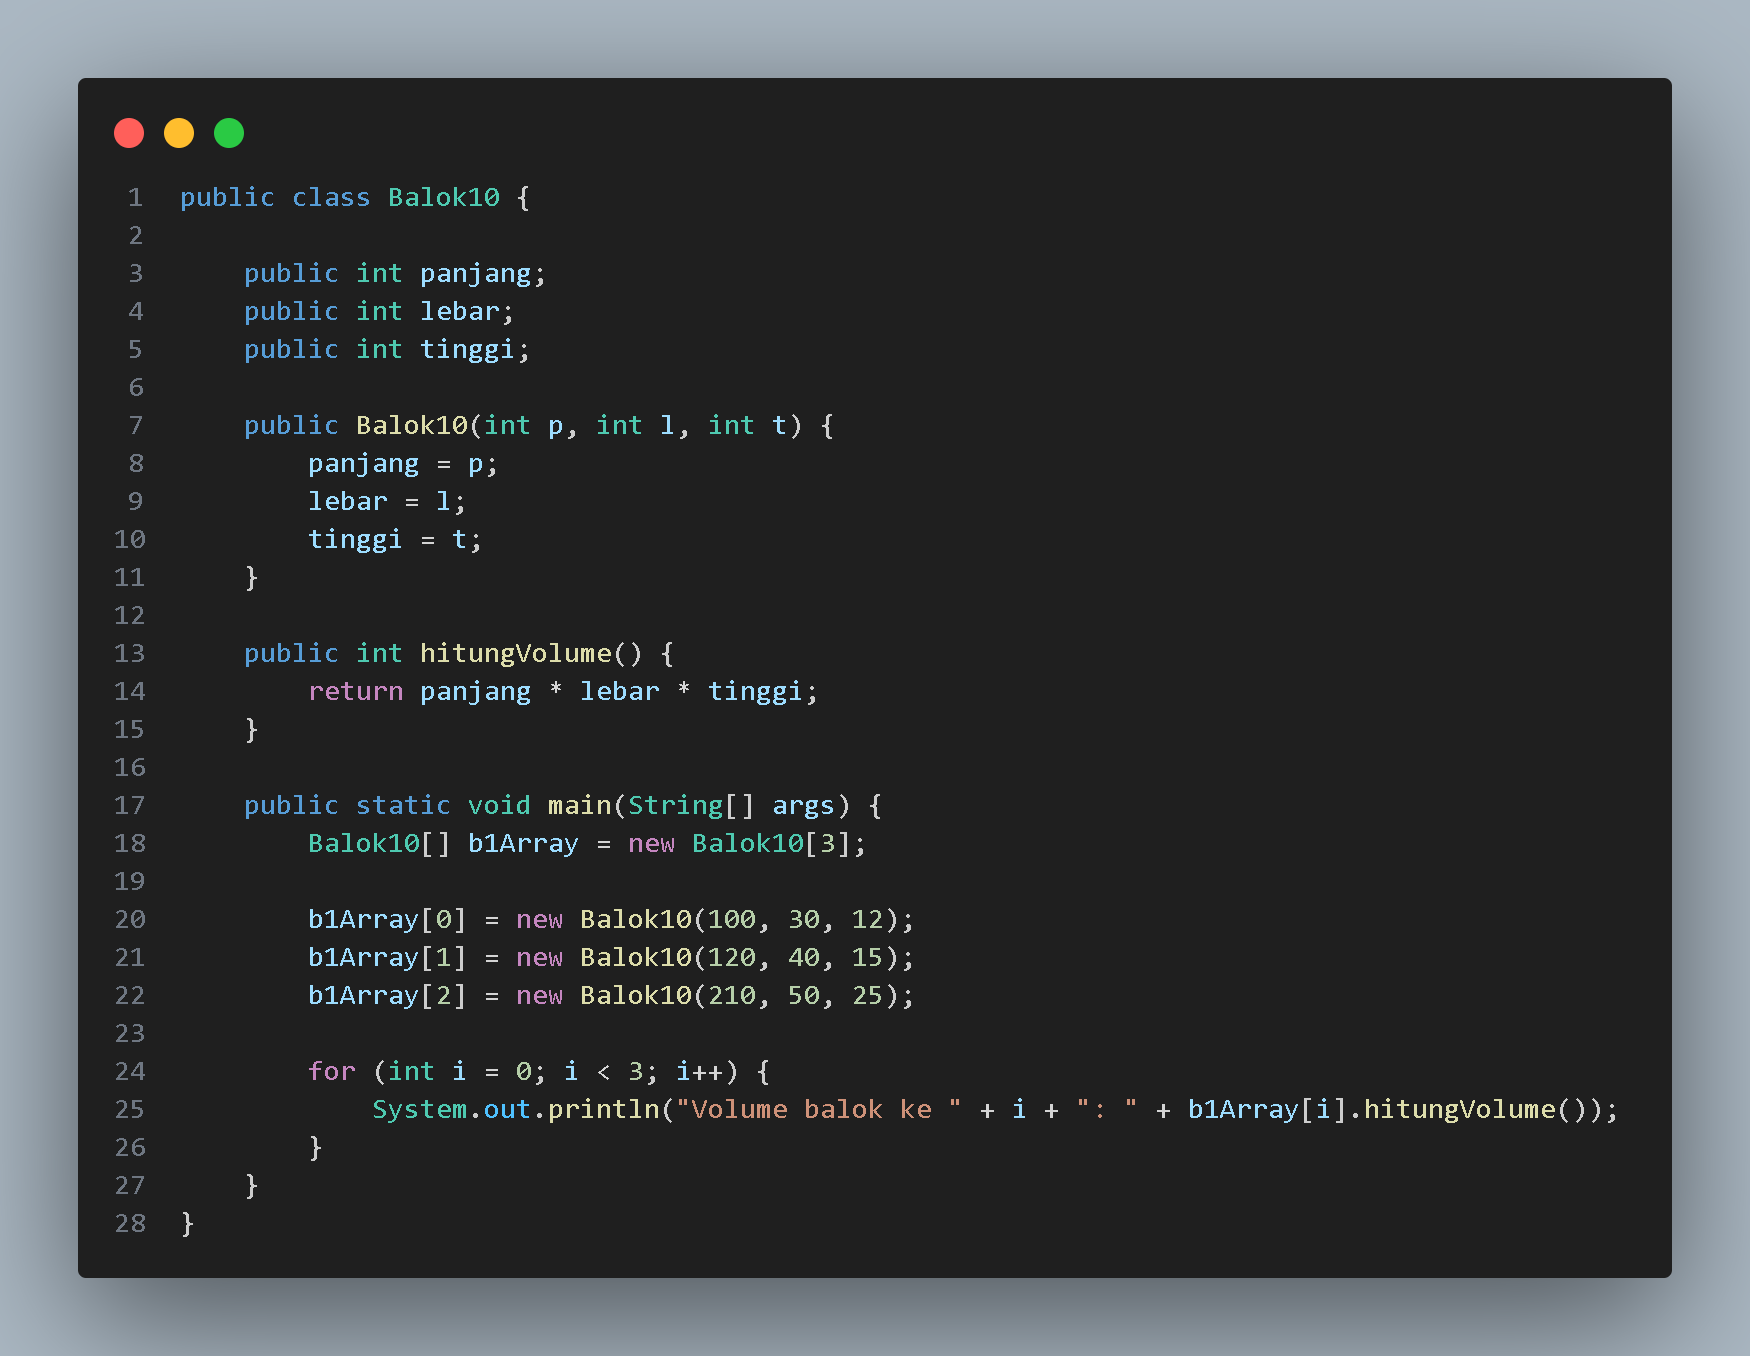 1 public class Balok10 {
2
3     public int panjang;
4     public int lebar;
5     public int tinggi;
6
7     public Balok10(int p, int l, int t) {
8         panjang = p;
9         lebar = l;
10         tinggi = t;
11     }
12
13     public int hitungVolume() {
14         return panjang * lebar * tinggi;
15     }
16
17     public static void main(String[] args) {
18         Balok10[] b1Array = new Balok10[3];
19
20         b1Array[0] = new Balok10(100, 30, 12);
21         b1Array[1] = new Balok10(120, 40, 15);
22         b1Array[2] = new Balok10(210, 50, 25);
23
24         for (int i = 0; i < 3; i++) {
25             System.out.println("Volume balok ke " + i + ": " + b1Array[i].hitungVolume());
26         }
27     }
28 }